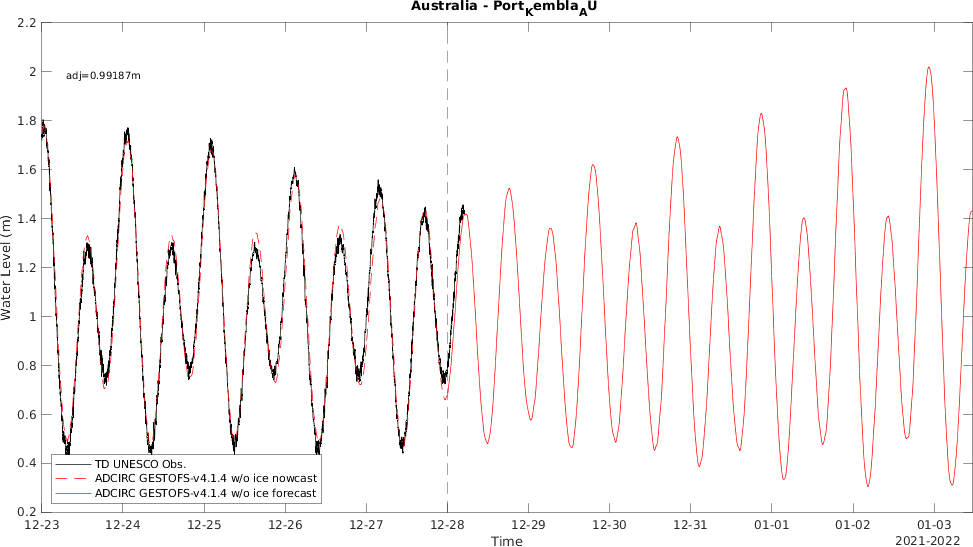 Australia - PortKemblaAU
2.2
2
1.8
1.6
1.4
1.2
1
0.8
0.6
0.4
0.2
Water Level (m)
adj=0.99187m
TD UNESCO Obs.
ADCIRC GESTOFS-v4.1.4 w/o ice nowcast
ADCIRC GESTOFS-v4.1.4 w/o ice forecast
12-23 12-24 12-25 12-26 12-27 12-28 12-29 12-30 12-31 01-01 01-02 01-03
Time
2021-2022